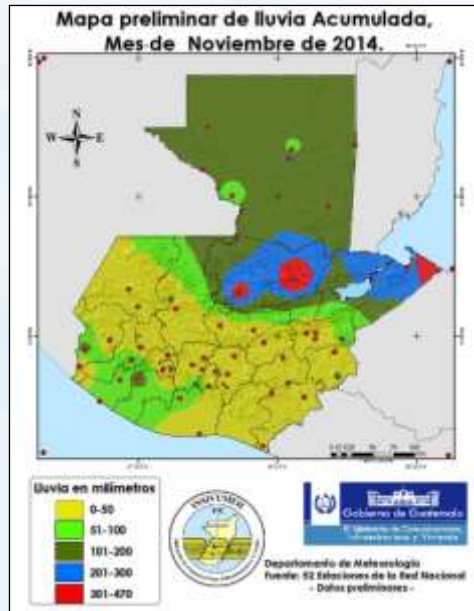 Mapa preliminar de lluvia Acumulada,
Mes de Noviembre de 2014.
N
W E
S
Lluvia en milímetros
0-50
51-100
101-200
201-300
301-470
INSIVUMEH
Gobierno de Guatemala
Departamento de Meteorología
Fuente: 52 Estaciones de la Red Nacional
- Datos preliminares -